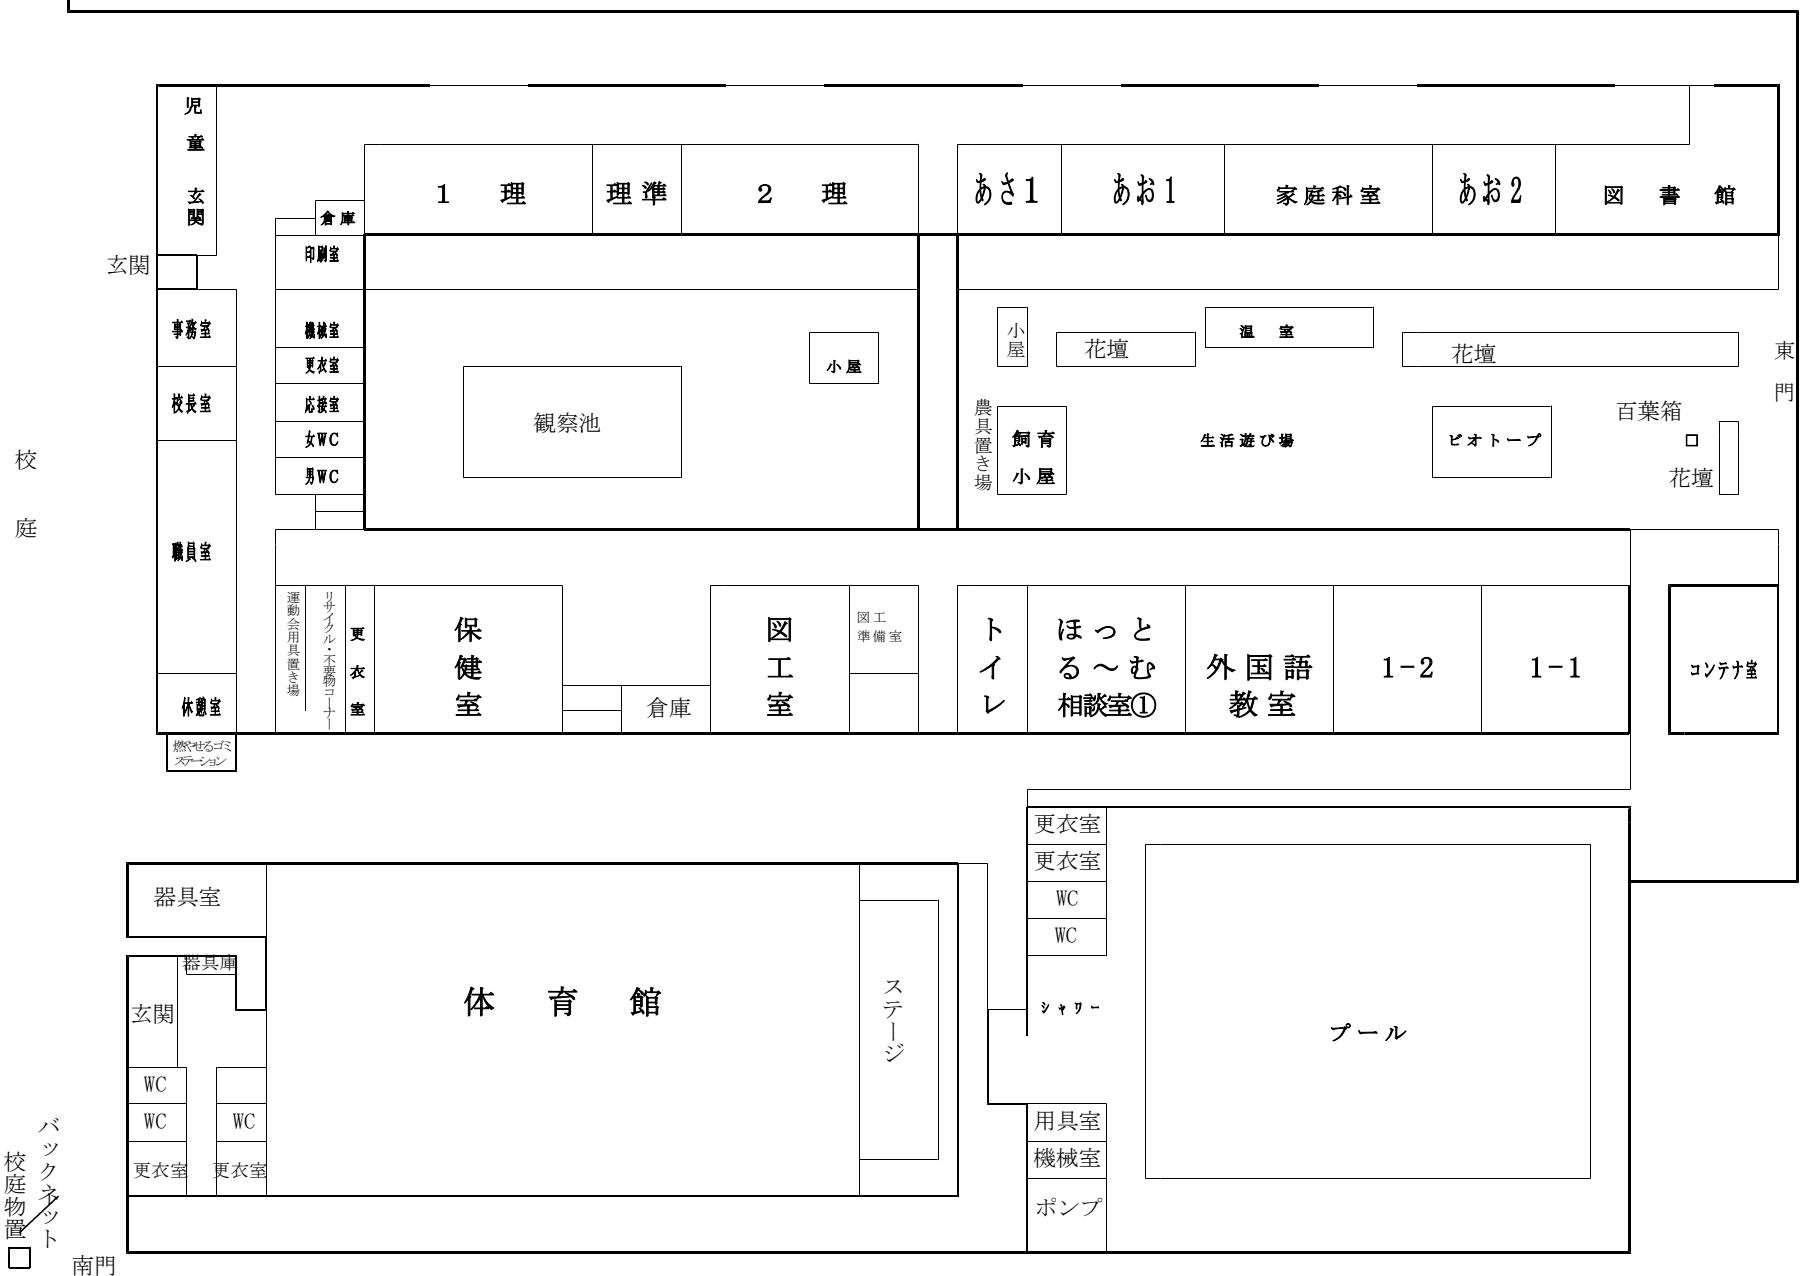 児童玄関
玄関
倉庫
印刷室
1 理
理準
2 理
あさ1
あお1
家庭科室
あお2
図書館
事務室
校長室
職員室
休憩室
燃やせるゴミ
ステーション
機械室
更衣室
応接室
女WC
男WC
観察池
小屋
小屋
花壇
温室
花壇
東門
農具置き場
飼育
小屋
生活遊び場
ビオトープ
百葉箱
花壇
校庭
運動会用具置き場
リサイクル・不要物コーナー
更衣室
保健室
倉庫
図工室
図工
準備室
トイレ
ほっと
る～む
相談室①
外国語
教室
1-2
1-1
コンテナ室
器具室
器具庫
玄関
WC
WC
更衣室
WC
更衣室
体育館
ステージ
更衣室
更衣室
WC
WC
シャワー
用具室
機械室
ポンプ
プール
バックネット
校庭物置
南門